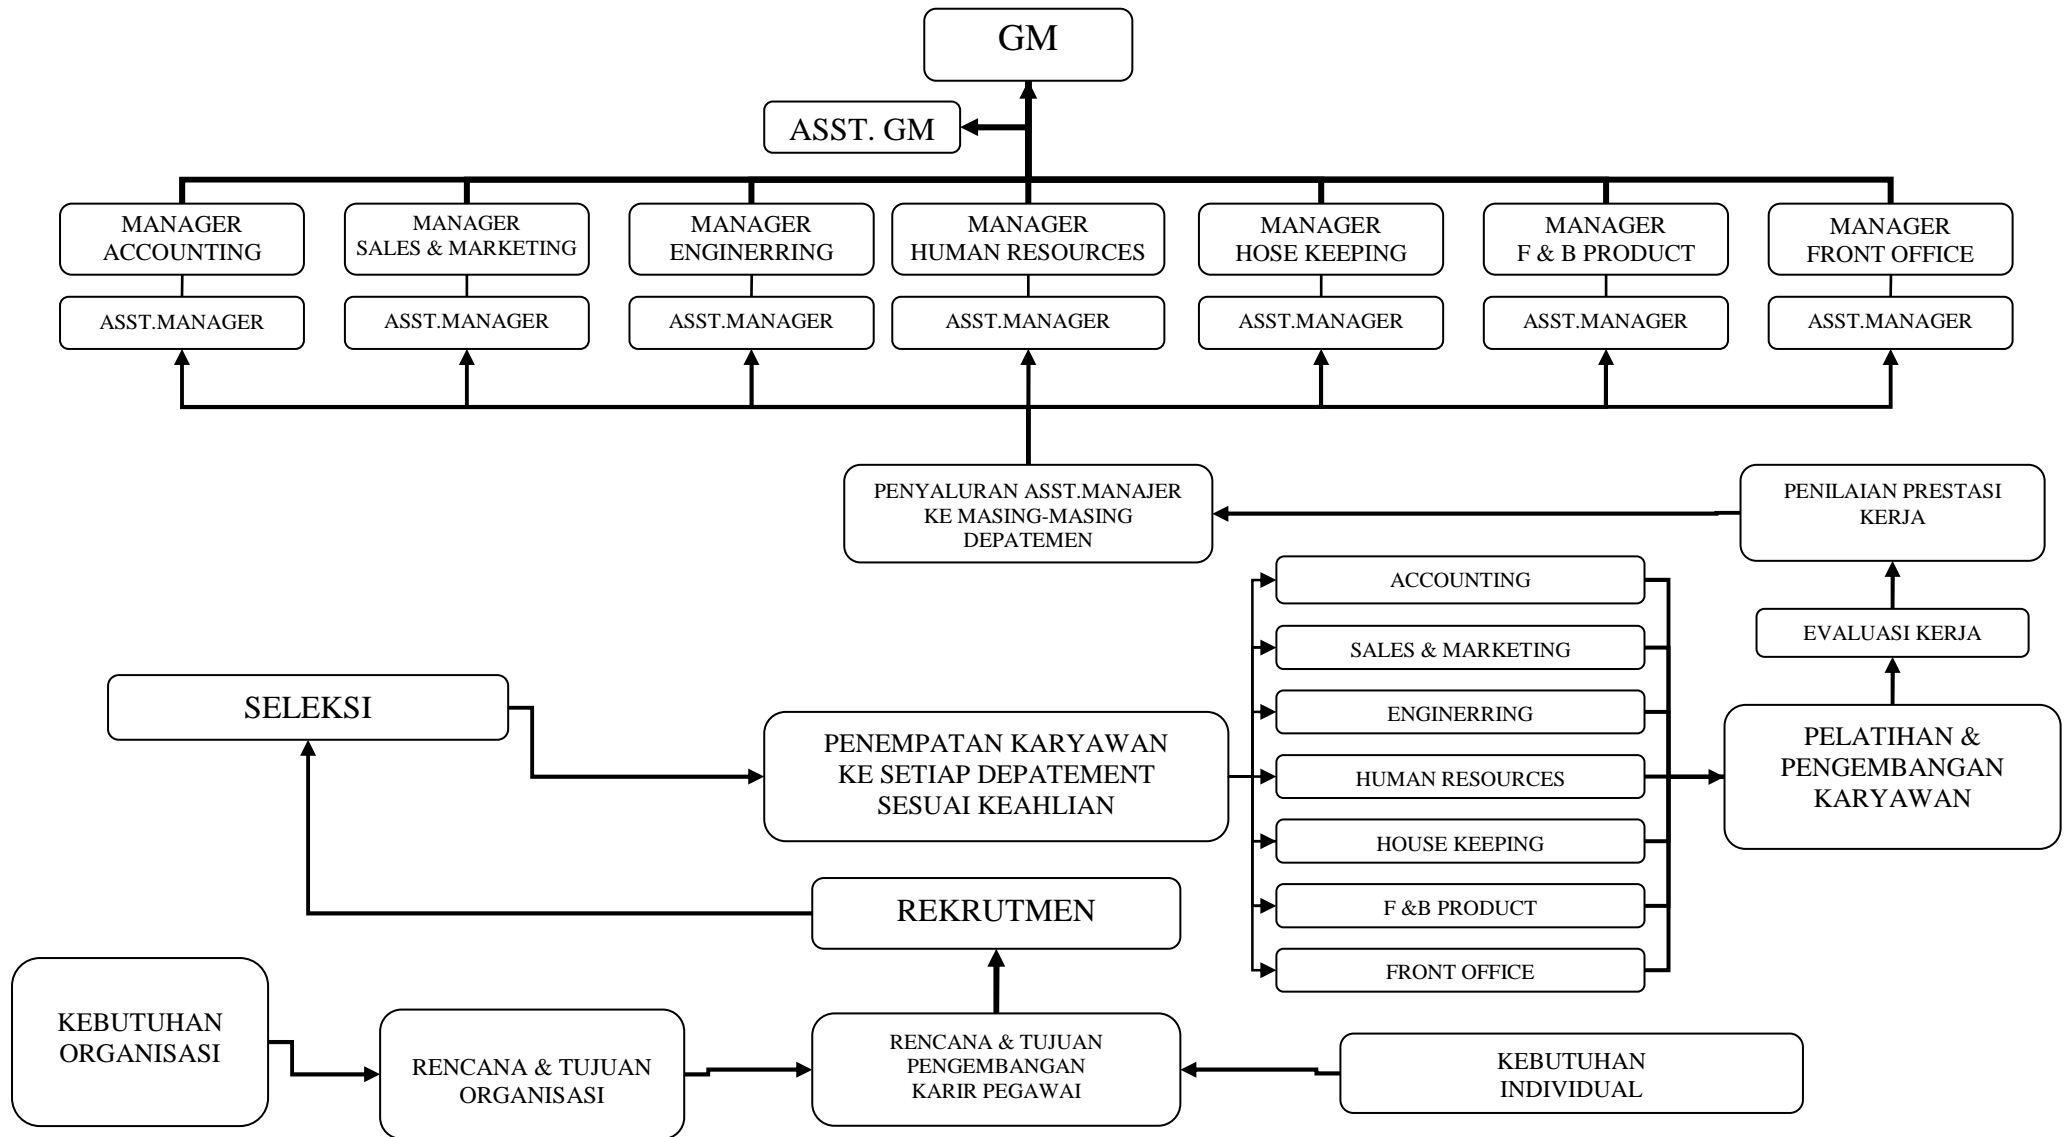 GM
ASST. GM
MANAGER
ACCOUNTING
MANAGER
SALES & MARKETING
MANAGER
ENGINERRING
MANAGER
HUMAN RESOURCES
MANAGER
HOSE KEEPING
MANAGER
F & B PRODUCT
MANAGER
FRONT OFFICE
ASST.MANAGER
ASST.MANAGER
ASST.MANAGER
ASST.MANAGER
ASST.MANAGER
ASST.MANAGER
ASST.MANAGER
PENYALURAN ASST.MANAJER
KE MASING-MASING
DEPATEMEN
PENILAIAN PRESTASI
KERJA
EVALUASI KERJA
ACCOUNTING
SALES & MARKETING
ENGINERRING
HUMAN RESOURCES
HOUSE KEEPING
F &B PRODUCT
FRONT OFFICE
SELEKSI
PENEMPATAN KARYAWAN
KE SETIAP DEPATEMENT
SESUAI KEAHLIAN
PELATIHAN &
PENGEMBANGAN
KARYAWAN
REKRUTMEN
KEBUTUHAN
ORGANISASI
RENCANA & TUJUAN
ORGANISASI
RENCANA & TUJUAN
PENGEMBANGAN
KARIR PEGAWAI
KEBUTUHAN
INDIVIDUAL